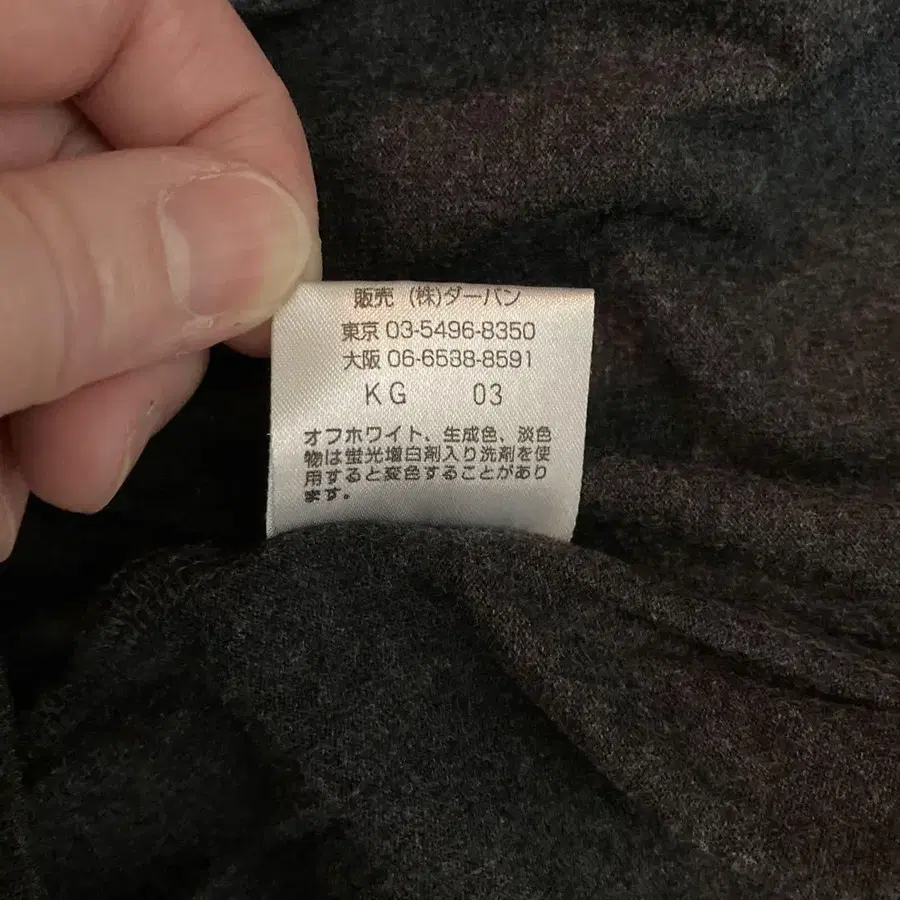 販売 (株)ダーバン
東京 03-5496-8350
大阪 06-6538-8591
KG 03
オフホワイト、生成色、淡色
物は蛍光増白剤入り洗剤を使
用すると変色することがあり
ます。